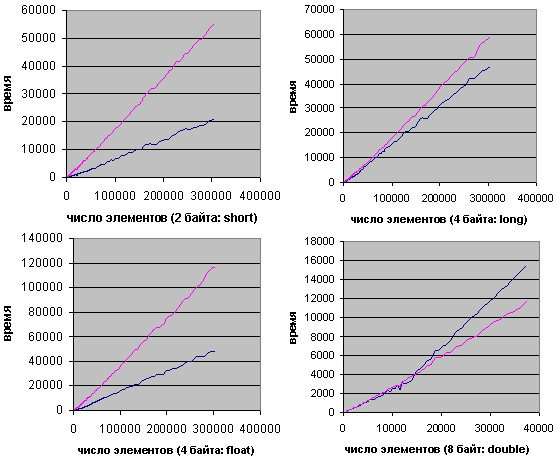 60000
50000
40000
30000
20000
10000
0
время
0 100000 200000 300000 400000
число элементов (2 байта: short)
70000
60000
50000
40000
30000
20000
10000
0
время
0 100000 200000 300000 400000
число элементов (4 байта: long)
140000
120000
100000
80000
60000
40000
20000
0
время
0 100000 200000 300000 400000
число элементов (4 байта: float)
18000
16000
14000
12000
10000
8000
6000
4000
2000
0
время
0 10000 20000 30000 40000
число элементов (8 байт: double)